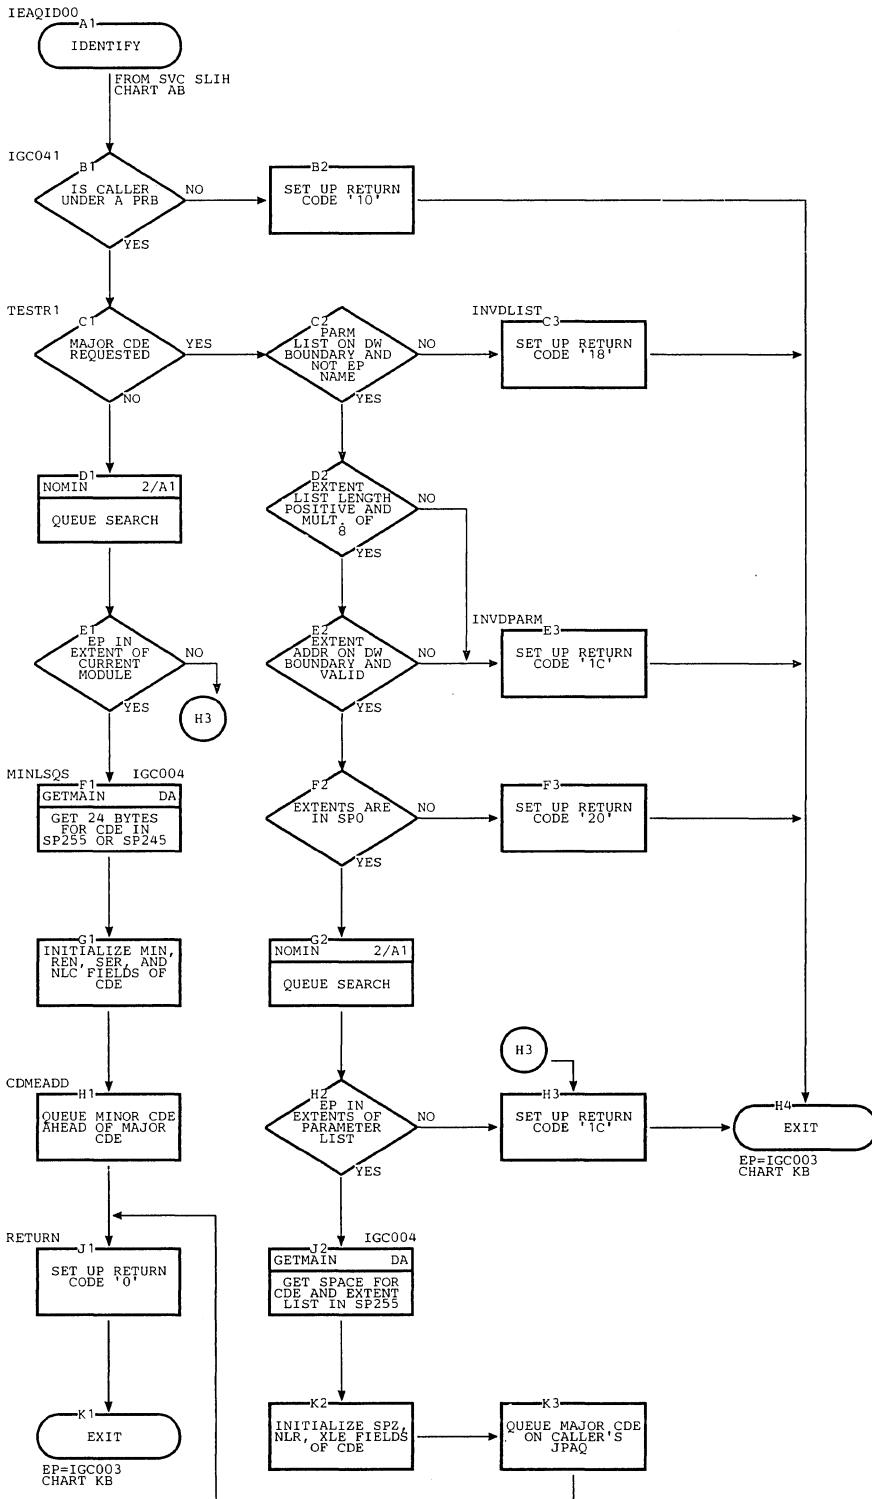 IEAQID00
A1
IDENTIFY
FROM SVC SLIH
CHART AB
IGC041
B1
IS CALLER
UNDER A PRB
NO
YES
B2
SET UP RETURN
CODE '10'
TESTR1
C1
MAJOR CDE
REQUESTED
YES
NO
C2
PARM
LIST ON DW
BOUNDARY AND
NOT EP
NAME
NO
YES
INVDLIST
C3
SET UP RETURN
CODE '18'
D1
NOMIN 2/A1
QUEUE SEARCH
D2
EXTENT
LIST LENGTH
POSITIVE AND
MULT. OF
8
NO
YES
E1
EP IN
EXTENT OF
CURRENT
MODULE
NO
YES
H3
E2
EXTENT
ADDR ON DW
BOUNDARY AND
VALID
NO
YES
INVDPARM
E3
SET UP RETURN
CODE '1C'
MINLSQS
F1
IGC004
GETMAIN DA
GET 24 BYTES
FOR CDE IN
SP255 OR SP245
F2
EXTENTS ARE
IN SP0
NO
YES
F3
SET UP RETURN
CODE '20'
G1
INITIALIZE MIN,
REN, SER, AND
NLC FIELDS OF
CDE
G2
NOMIN 2/A1
QUEUE SEARCH
H3
CDMEADD
H1
QUEUE MINOR CDE
AHEAD OF MAJOR
CDE
H2
EP IN
EXTENTS OF
PARAMETER
LIST
NO
YES
H3
SET UP RETURN
CODE '1C'
H4
EXIT
EP=IGC003
CHART KB
RETURN
J1
SET UP RETURN
CODE '0'
J2
IGC004
GETMAIN DA
GET SPACE FOR
CDE AND EXTENT
LIST IN SP255
K1
EXIT
EP=IGC003
CHART KB
K2
INITIALIZE SPZ,
NLR, XLE FIELDS
OF CDE
K3
QUEUE MAJOR CDE
ON CALLER'S
JPAQ